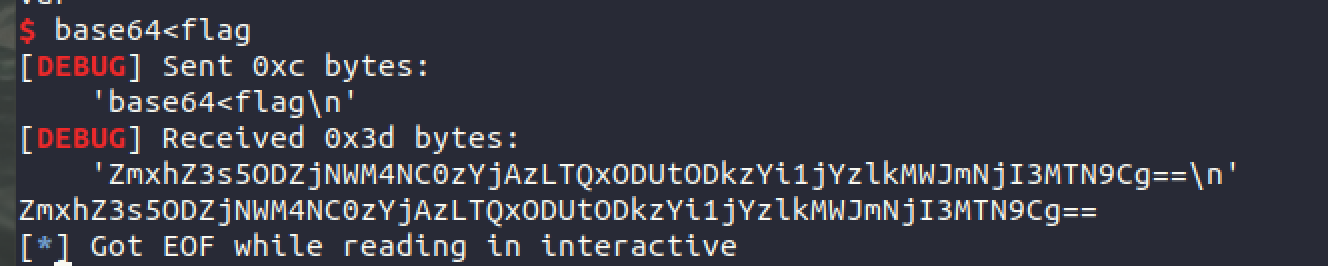 $ base64<flag
[DEBUG] Sent 0xc bytes:
'base64<flag\n'
[DEBUG] Received 0x3d bytes:
'ZmxhZ3s5ODZjNWM4NC0zYjAzLTQxODUtODkzYi1jYzlkMWJmNjI3MTN9Cg==\n'
ZmxhZ3s5ODZjNWM4NC0zYjAzLTQxODUtODkzYi1jYzlkMWJmNjI3MTN9Cg==
[*] Got EOF while reading in interactive